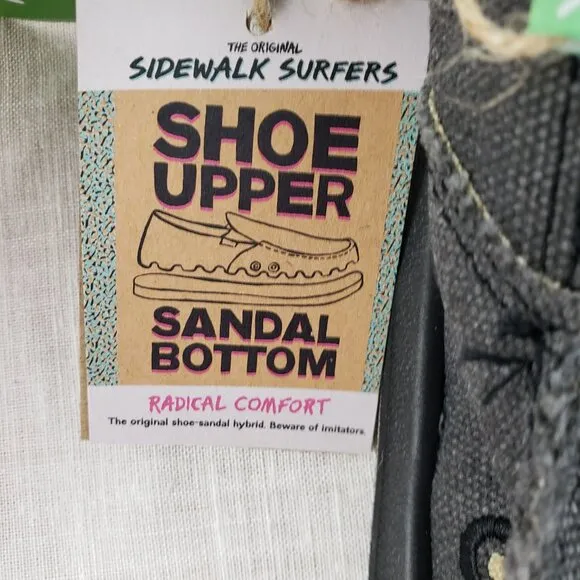 THE ORIGINAL
SIDEWALK SURFERS
SHOE
UPPER
SANDAL
BOTTOM
RADICAL COMFORT
The original shoe-sandal hybrid. Beware of imitators.